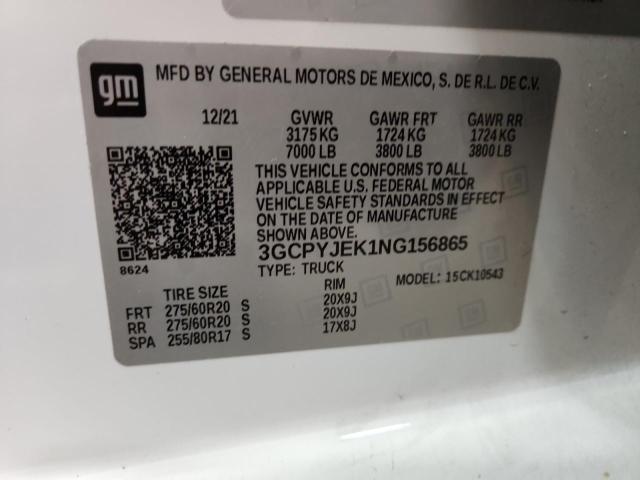 gm
MFD BY GENERAL MOTORS DE MEXICO, S. DE R.L. DE C.V.
12/21 GVWR GAWR FRT GAWR RR
3175 KG 1724 KG 1724 KG
7000 LB 3800 LB 3800 LB
THIS VEHICLE CONFORMS TO ALL
APPLICABLE U.S. FEDERAL MOTOR
VEHICLE SAFETY STANDARDS IN EFFECT
ON THE DATE OF MANUFACTURE
SHOWN ABOVE.
3GCPYJEK1NG156865
8624 TYPE: TRUCK MODEL: 15CK10543
TIRE SIZE RIM
FRT 275/60R20 S 20X9J
RR 275/60R20 S 20X9J
SPA 255/80R17 S 17X8J